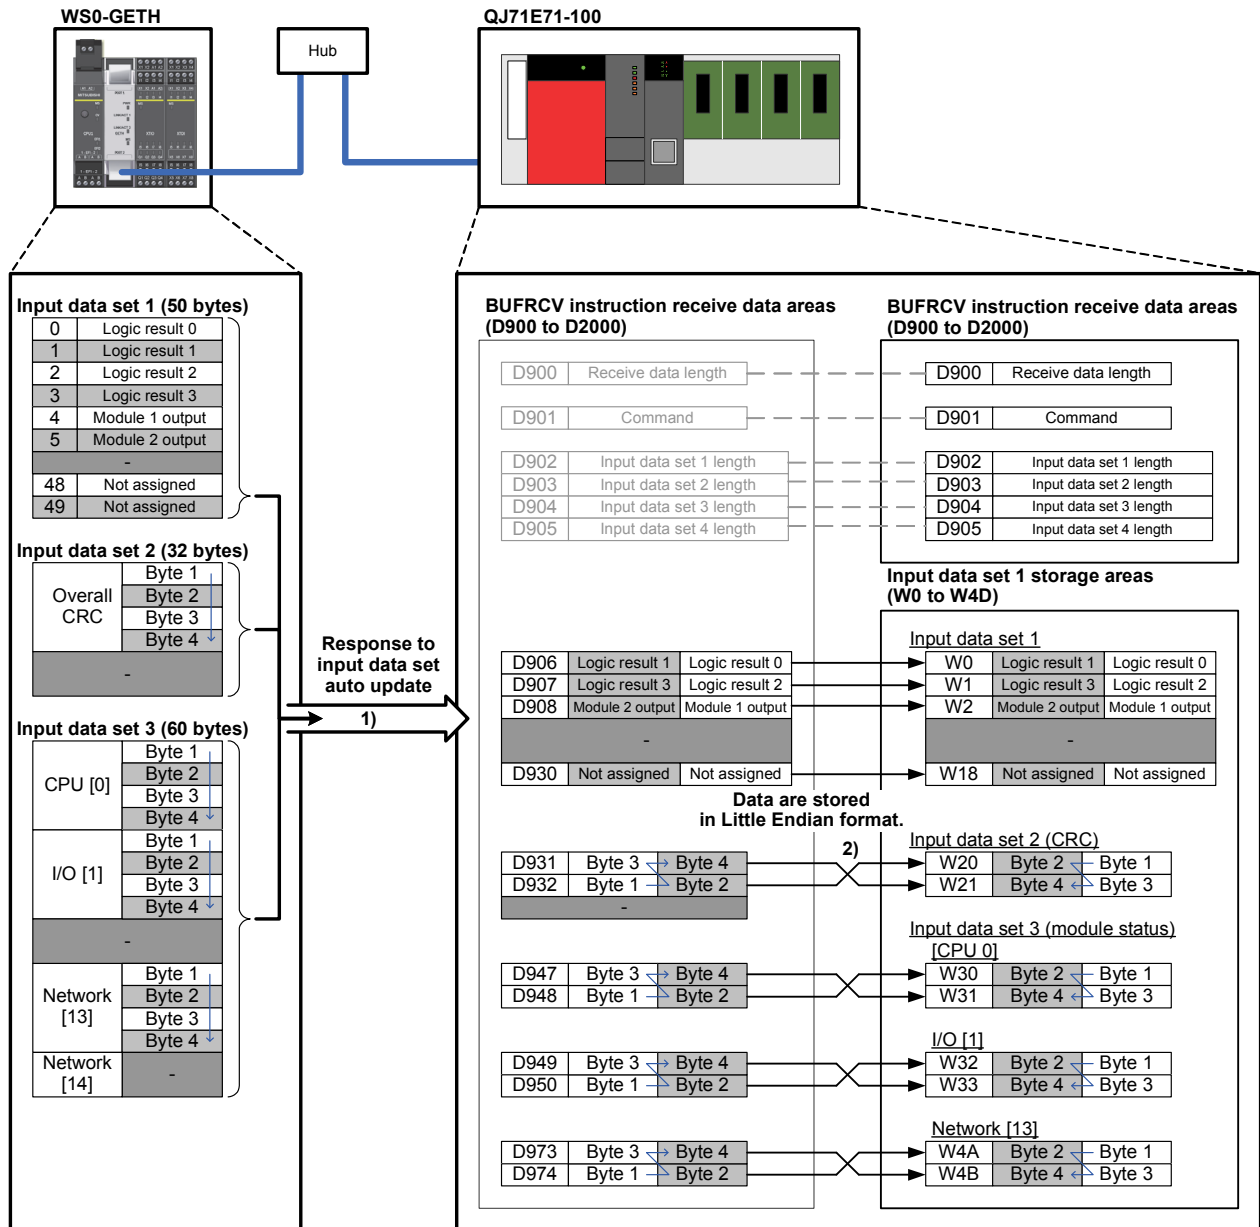 WS0-GETH
Hub
QJ71E71-100
Input data set 1 (50 bytes)
0 Logic result 0
1 Logic result 1
2 Logic result 2
3 Logic result 3
4 Module 1 output
5 Module 2 output
-
48 Not assigned
49 Not assigned
Input data set 2 (32 bytes)
Overall CRC
Byte 1
Byte 2
Byte 3
Byte 4
-
Input data set 3 (60 bytes)
CPU [0]
Byte 1
Byte 2
Byte 3
Byte 4
I/O [1]
Byte 1
Byte 2
Byte 3
Byte 4
-
Network [13]
Byte 1
Byte 2
Byte 3
Byte 4
Network [14]
-
Response to
input data set
auto update
1)
BUFRCV instruction receive data areas
(D900 to D2000)
D900 Receive data length
D901 Command
D902 Input data set 1 length
D903 Input data set 2 length
D904 Input data set 3 length
D905 Input data set 4 length
D906 Logic result 1 Logic result 0
D907 Logic result 3 Logic result 2
D908 Module 2 output Module 1 output
-
D930 Not assigned Not assigned
Data are stored
in Little Endian format.
2)
D931 Byte 3 Byte 4
D932 Byte 1 Byte 2
-
D947 Byte 3 Byte 4
D948 Byte 1 Byte 2
D949 Byte 3 Byte 4
D950 Byte 1 Byte 2
D973 Byte 3 Byte 4
D974 Byte 1 Byte 2
BUFRCV instruction receive data areas
(D900 to D2000)
D900 Receive data length
D901 Command
D902 Input data set 1 length
D903 Input data set 2 length
D904 Input data set 3 length
D905 Input data set 4 length
Input data set 1 storage areas
(W0 to W4D)
Input data set 1
W0 Logic result 1 Logic result 0
W1 Logic result 3 Logic result 2
W2 Module 2 output Module 1 output
-
W18 Not assigned Not assigned
Input data set 2 (CRC)
W20 Byte 2 Byte 1
W21 Byte 4 Byte 3
Input data set 3 (module status)
[CPU 0]
W30 Byte 2 Byte 1
W31 Byte 4 Byte 3
I/O [1]
W32 Byte 2 Byte 1
W33 Byte 4 Byte 3
Network [13]
W4A Byte 2 Byte 1
W4B Byte 4 Byte 3